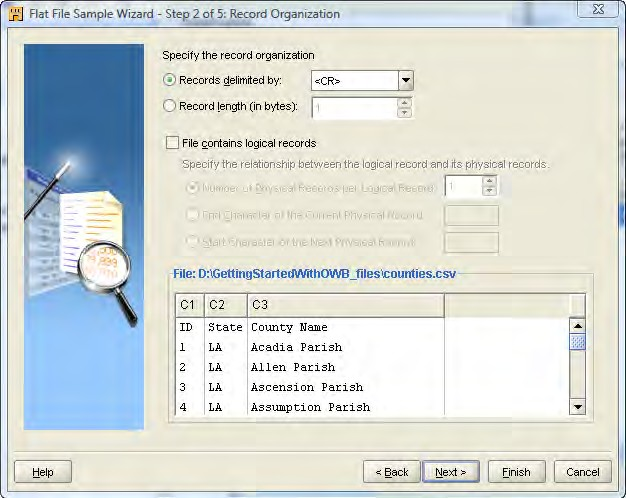 Flat File Sample Wizard - Step 2 of 5: Record Organization
Specify the record organization
Records delimited by: <CR>
Record length (in bytes): 1
File contains logical records
Specify the relationship between the logical record and its physical records.
Number of Physical Records per Logical Record: 1
End Character of the Current Physical Record:
Start Character of the Next Physical Record:
File: D:\GettingStartedWithOWB_files\counties.csv
C1 C2 C3
ID State County Name
1 LA Acadia Parish
2 LA Allen Parish
3 LA Ascension Parish
4 LA Assumption Parish
Help < Back Next > Finish Cancel